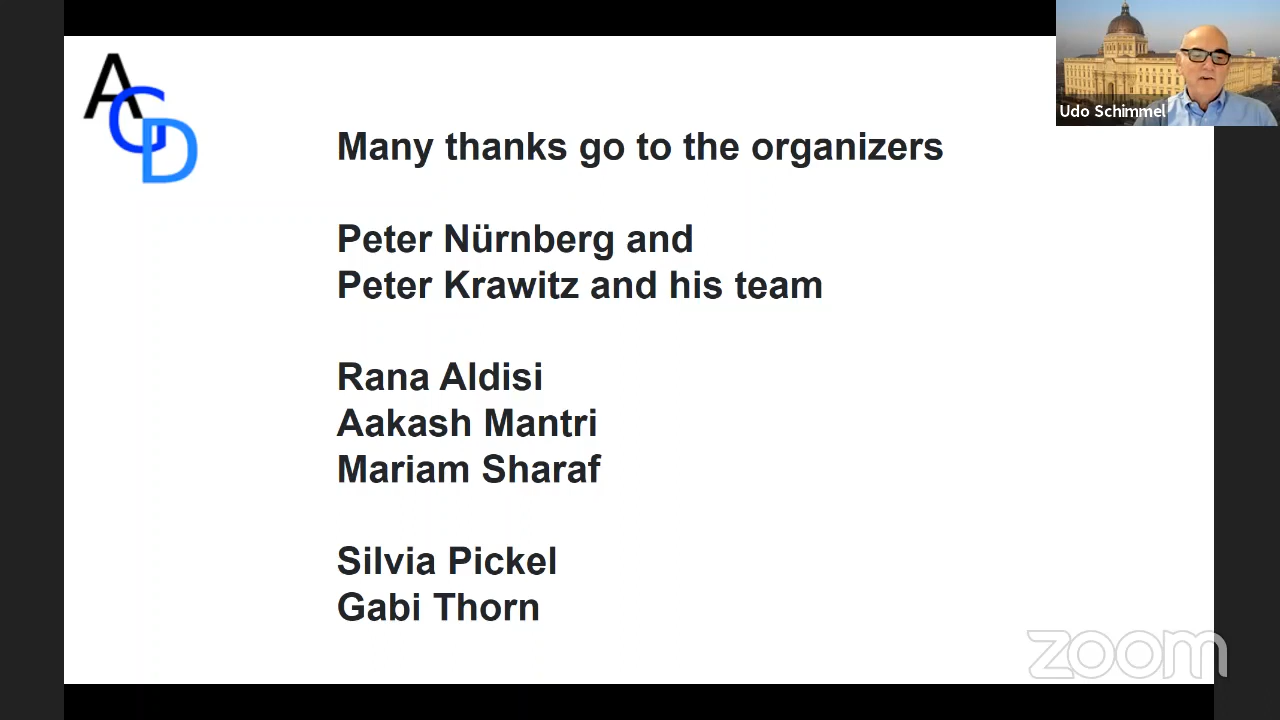 AGD
Many thanks go to the organizers
Peter Nürnberg and
Peter Krawitz and his team
Rana Aldisi
Aakash Mantri
Mariam Sharaf
Silvia Pickel
Gabi Thorn
Udo Schimmel
zoom